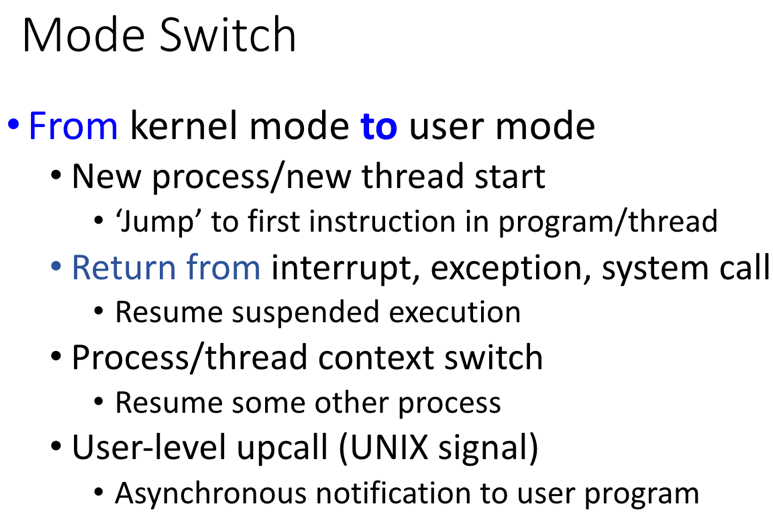 Mode Switch
• From kernel mode to user mode
• New process/new thread start
• ‘Jump’ to first instruction in program/thread
• Return from interrupt, exception, system call
• Resume suspended execution
• Process/thread context switch
• Resume some other process
• User-level upcall (UNIX signal)
• Asynchronous notification to user program